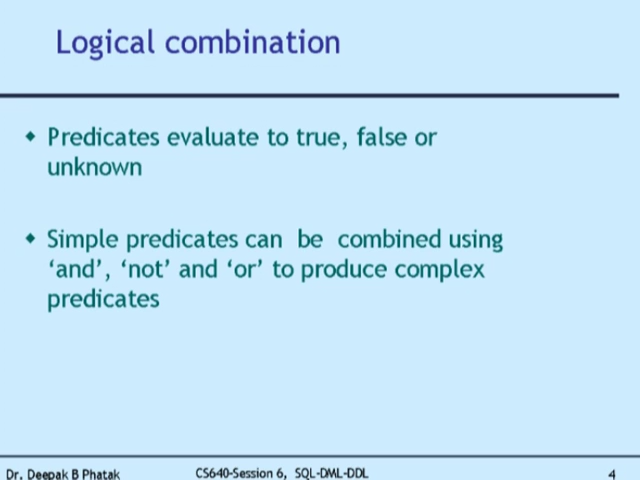 Logical combination
Predicates evaluate to true, false or
unknown
Simple predicates can be combined using
‘and’, ‘not’ and ‘or’ to produce complex
predicates
Dr. Deepak B Phatak CS640-Session 6, SQL-DML-DDL 4